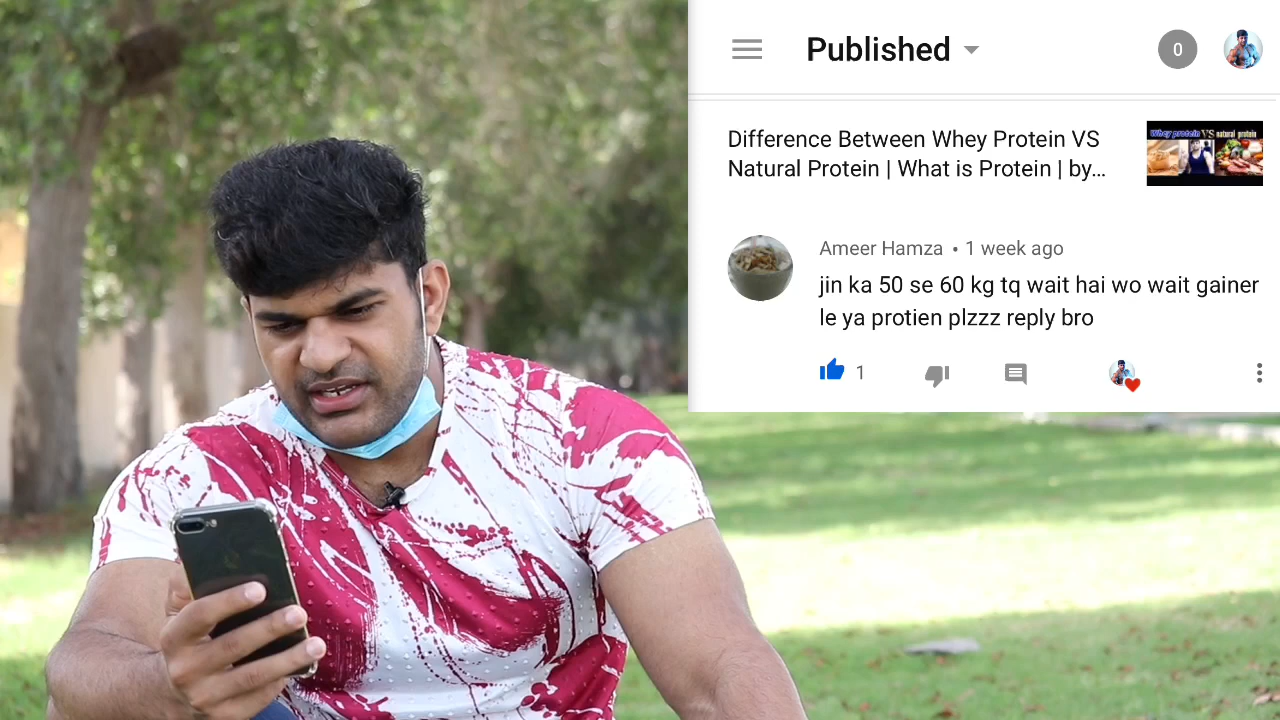 Published
0
Difference Between Whey Protein VS
Natural Protein | What is Protein | by...
Whey protein VS natural protein
Ameer Hamza • 1 week ago
jin ka 50 se 60 kg tq wait hai wo wait gainer
le ya protien plzzz reply bro
1